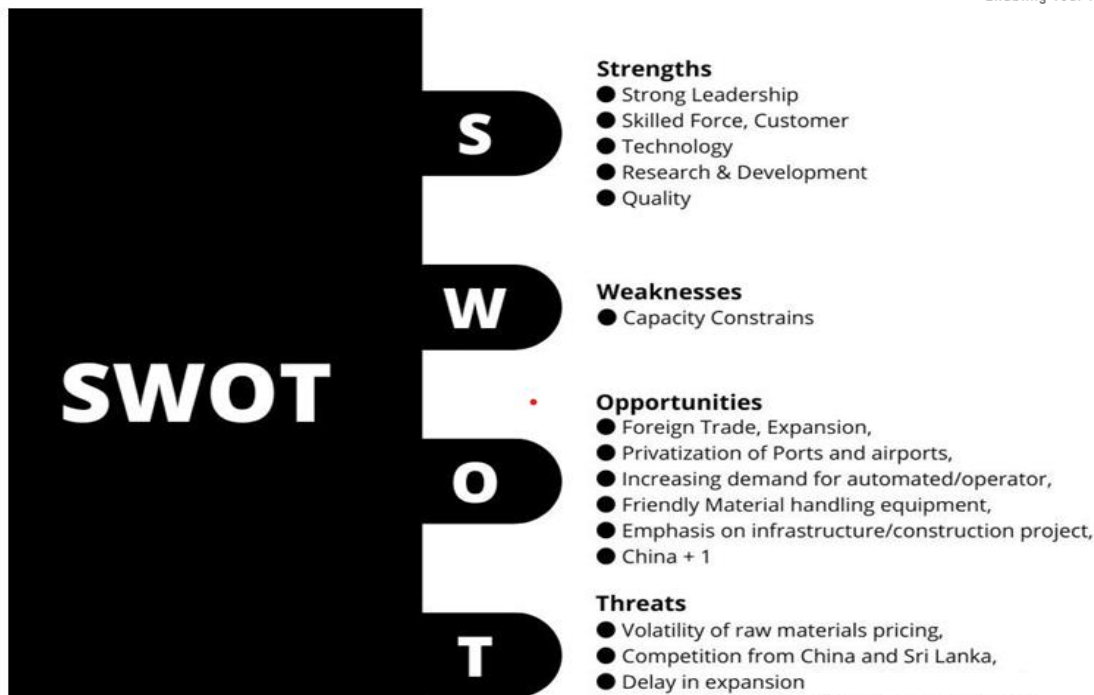 SWOT
S
Strengths
● Strong Leadership
● Skilled Force, Customer
● Technology
● Research & Development
● Quality
W
Weaknesses
● Capacity Constrains
O
Opportunities
● Foreign Trade, Expansion,
● Privatization of Ports and airports,
● Increasing demand for automated/operator,
● Friendly Material handling equipment,
● Emphasis on infrastructure/construction project,
● China + 1
T
Threats
● Volatility of raw materials pricing,
● Competition from China and Sri Lanka,
● Delay in expansion